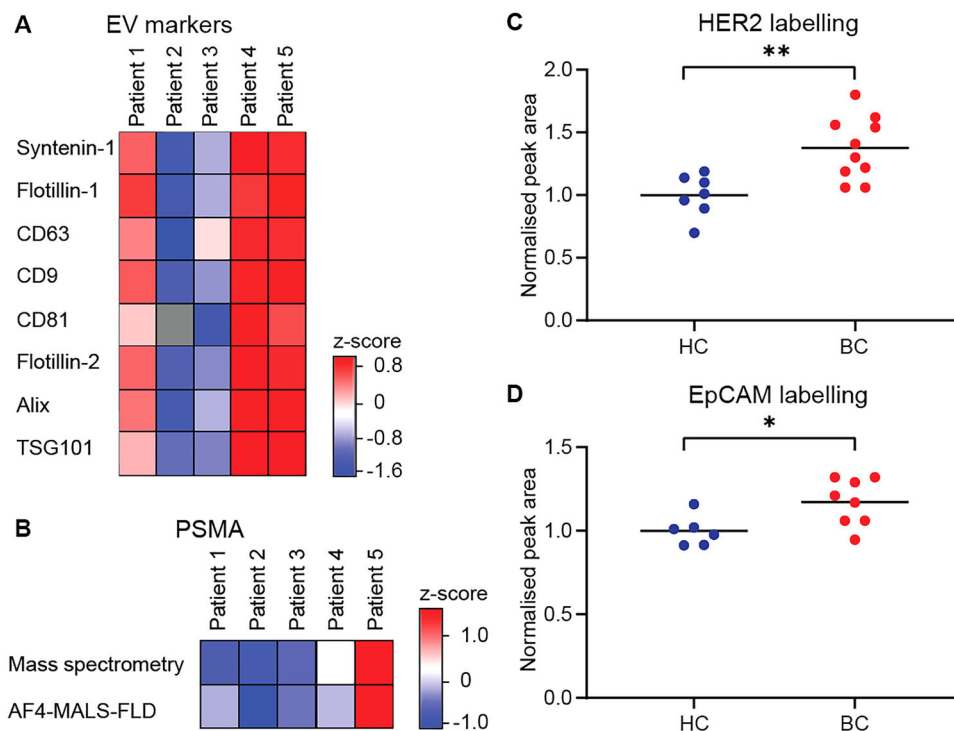 A
EV markers
Patient 1
Patient 2
Patient 3
Patient 4
Patient 5
Syntenin-1
Flotillin-1
CD63
CD9
CD81
Flotillin-2
Alix
TSG101
z-score
0.8
0
-0.8
-1.6
B
PSMA
Patient 1
Patient 2
Patient 3
Patient 4
Patient 5
Mass spectrometry
AF4-MALS-FLD
z-score
1.0
0
-1.0
C
HER2 labelling
**
Normalised peak area
2.0
1.5
1.0
0.5
0.0
HC
BC
D
EpCAM labelling
*
Normalised peak area
1.5
1.0
0.5
0.0
HC
BC